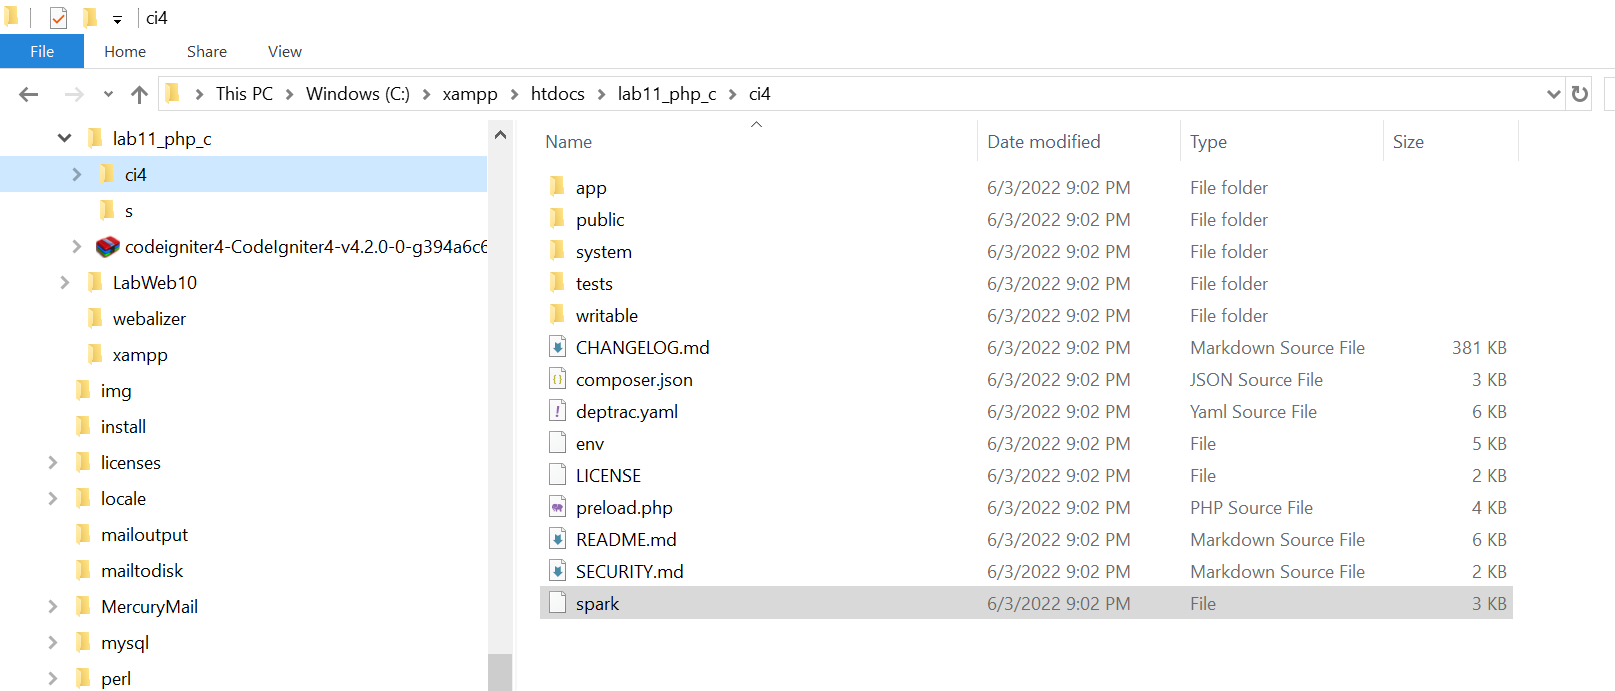 ci4
File Home Share View
This PC Windows (C:) xampp htdocs lab11_php_c ci4
lab11_php_c
ci4
s
codeigniter4-CodeIgniter4-v4.2.0-0-g394a6c6
LabWeb10
webalizer
xampp
img
install
licenses
locale
mailoutput
mailtodisk
MercuryMail
mysql
perl
Name Date modified Type Size
app 6/3/2022 9:02 PM File folder
public 6/3/2022 9:02 PM File folder
system 6/3/2022 9:02 PM File folder
tests 6/3/2022 9:02 PM File folder
writable 6/3/2022 9:02 PM File folder
CHANGELOG.md 6/3/2022 9:02 PM Markdown Source File 381 KB
composer.json 6/3/2022 9:02 PM JSON Source File 3 KB
deptrac.yaml 6/3/2022 9:02 PM Yaml Source File 6 KB
env 6/3/2022 9:02 PM File 5 KB
LICENSE 6/3/2022 9:02 PM File 2 KB
preload.php 6/3/2022 9:02 PM PHP Source File 4 KB
README.md 6/3/2022 9:02 PM Markdown Source File 6 KB
SECURITY.md 6/3/2022 9:02 PM Markdown Source File 2 KB
spark 6/3/2022 9:02 PM File 3 KB